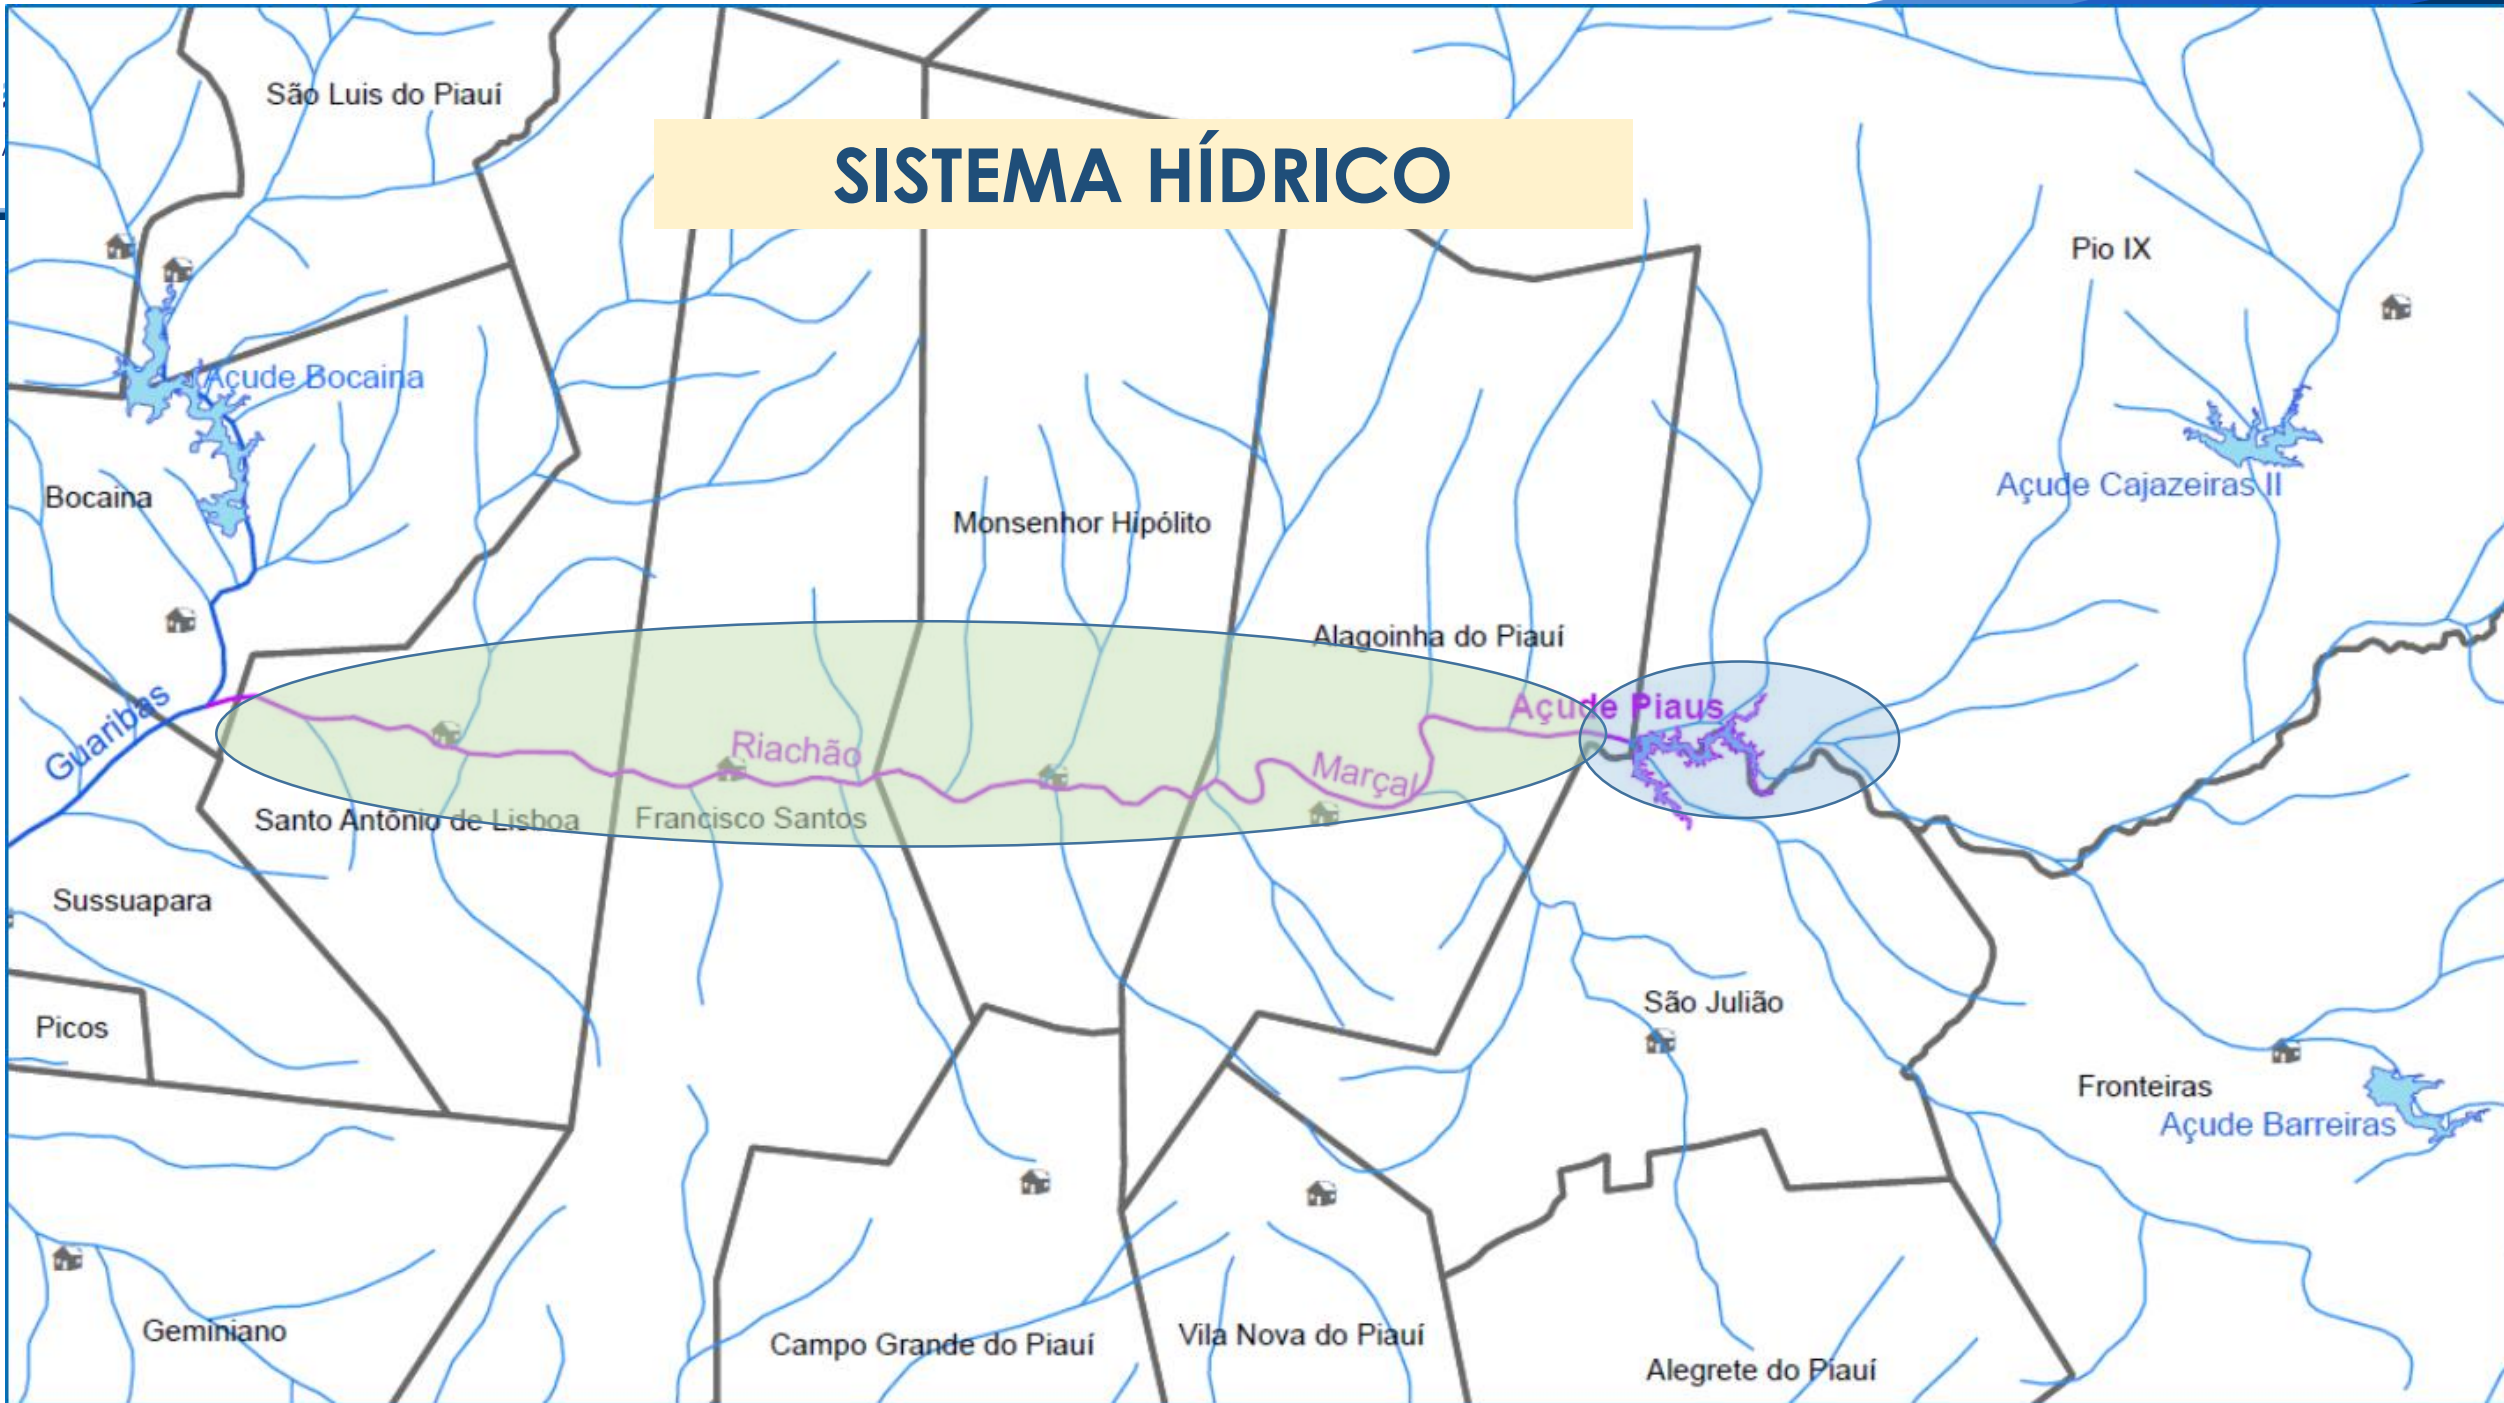 São Luis do Piauí
SISTEMA HÍDRICO
Pio IX
Açude Bocaina
Bocaina
Açude Cajazeiras II
Monsenhor Hipólito
Alagoinha do Piauí
Guaribas
Açude Piaus
Riachão
Marçal
Santo Antônio de Lisboa
Francisco Santos
Sussuapara
São Julião
Picos
Fronteiras
Açude Barreiras
Geminiano
Campo Grande do Piauí
Vila Nova do Piauí
Alegrete do Piauí